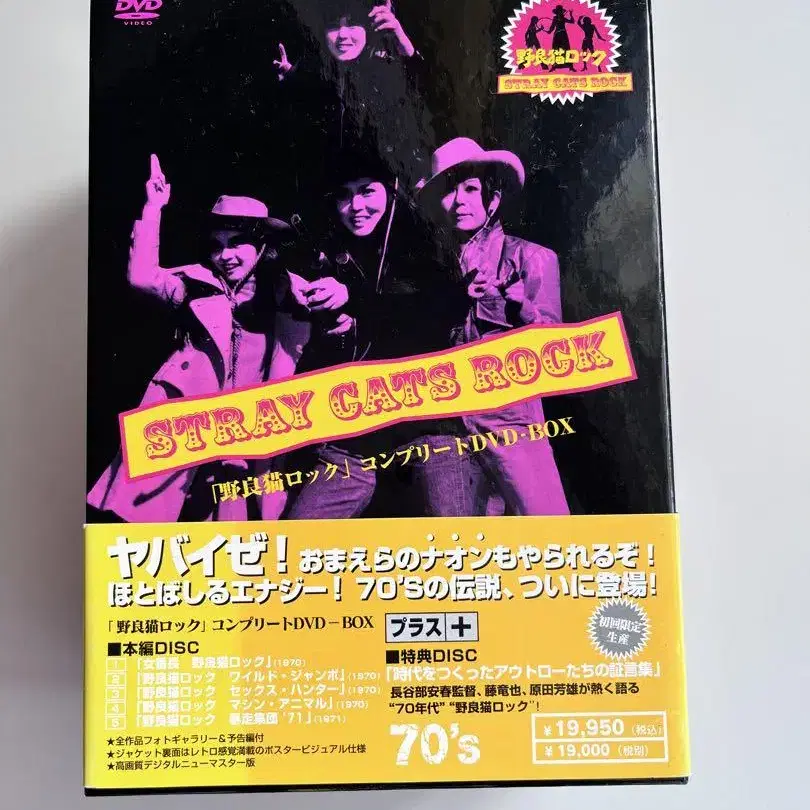 DVD
VIDEO
野良猫ロック
STRAY CATS ROCK
STRAY CATS ROCK
「野良猫ロック」コンプリートDVD-BOX
ヤバイぜ！おまえらのナオンもやられるぞ！
ほとばしるエナジー！ 70'Sの伝説、ついに登場！
「野良猫ロック」コンプリートDVD－BOX プラス＋
初回限定
生産
■本編DISC
1 「女番長 野良猫ロック」(1970)
2 「野良猫ロック ワイルド・ジャンボ」(1970)
3 「野良猫ロック セックス・ハンター」(1970)
4 「野良猫ロック マシン・アニマル」(1970)
5 「野良猫ロック 暴走集団'71」(1971)
★全作品フォトギャラリー＆予告編付
★ジャケット裏面はレトロ感覚満載のポスタービジュアル仕様
★高画質デジタルニューマスター版
■特典DISC
「時代をつくったアウトローたちの証言集」
長谷部安春監督、藤竜也、原田芳雄が熱く語る
“70年代”“野良猫ロック”！
70's
￥19,950（税込）
￥19,000（税別）